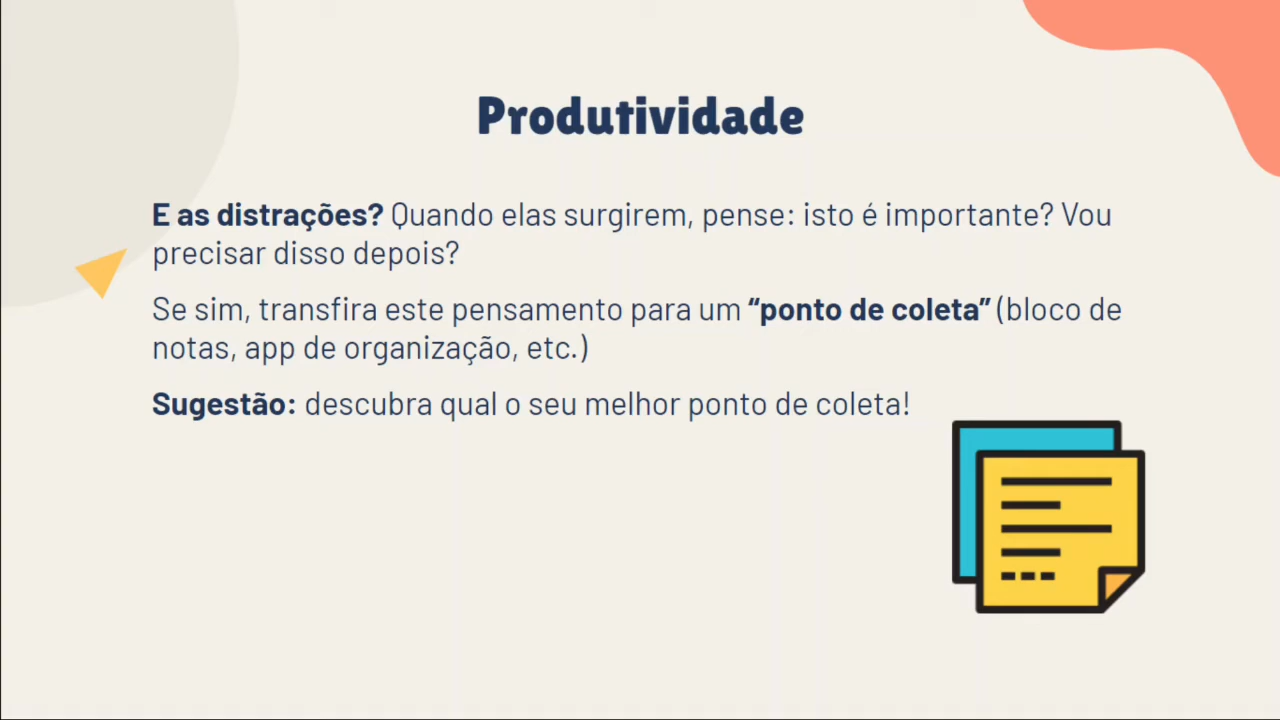 Produtividade
E as distrações? Quando elas surgirem, pense: isto é importante? Vou
precisar disso depois?
Se sim, transfira este pensamento para um “ponto de coleta” (bloco de
notas, app de organização, etc.)
Sugestão: descubra qual o seu melhor ponto de coleta!